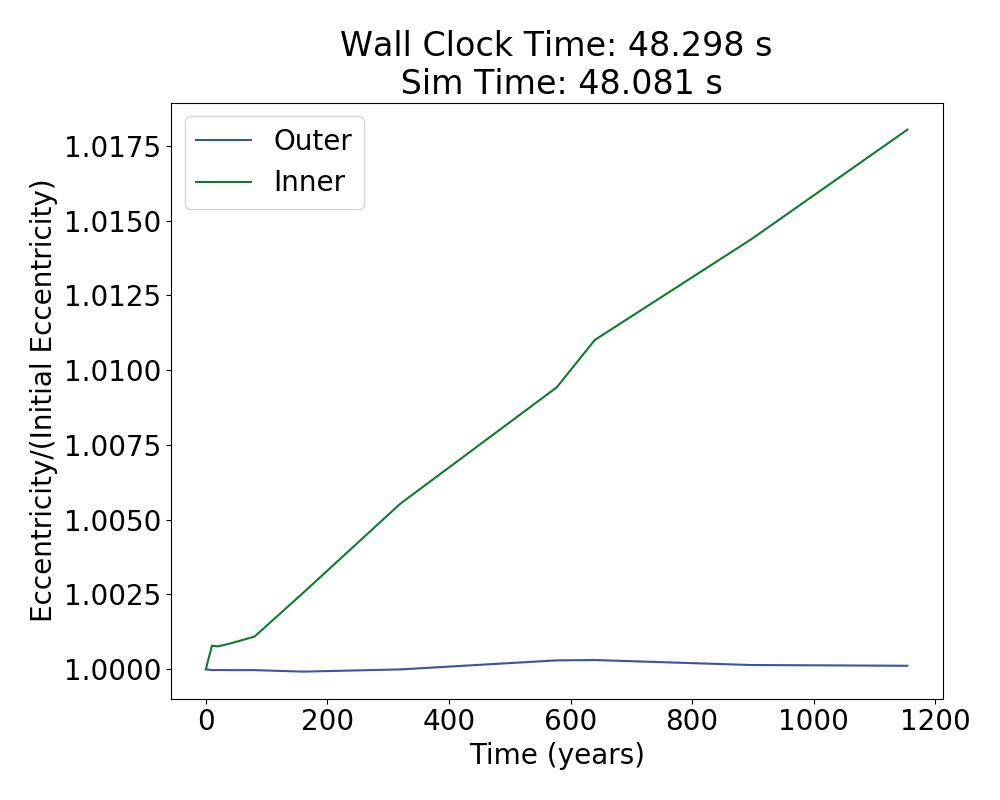 Wall Clock Time: 48.298 s
Sim Time: 48.081 s
Outer
Inner
Eccentricity/(Initial Eccentricity)
1.0175
1.0150
1.0125
1.0100
1.0075
1.0050
1.0025
1.0000
0 200 400 600 800 1000 1200
Time (years)